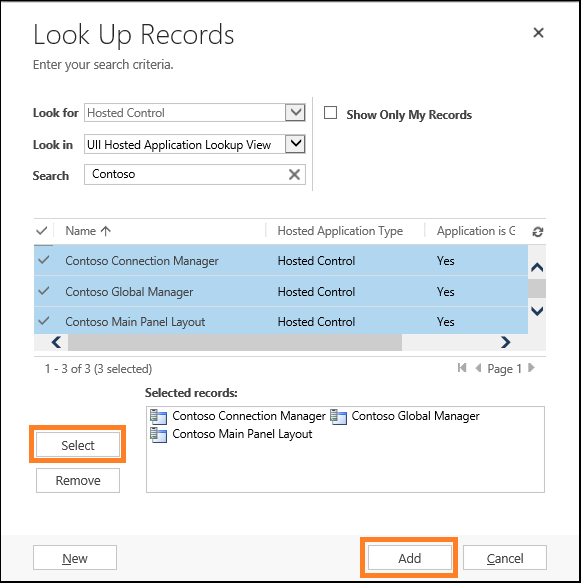 Look Up Records
Enter your search criteria.
Look for Hosted Control
Show Only My Records
Look in UII Hosted Application Lookup View
Search Contoso
Name Hosted Application Type Application is G
Contoso Connection Manager Hosted Control Yes
Contoso Global Manager Hosted Control Yes
Contoso Main Panel Layout Hosted Control Yes
1 - 3 of 3 (3 selected) Page 1
Selected records:
Contoso Connection Manager Contoso Global Manager
Contoso Main Panel Layout
Select
Remove
New Add Cancel